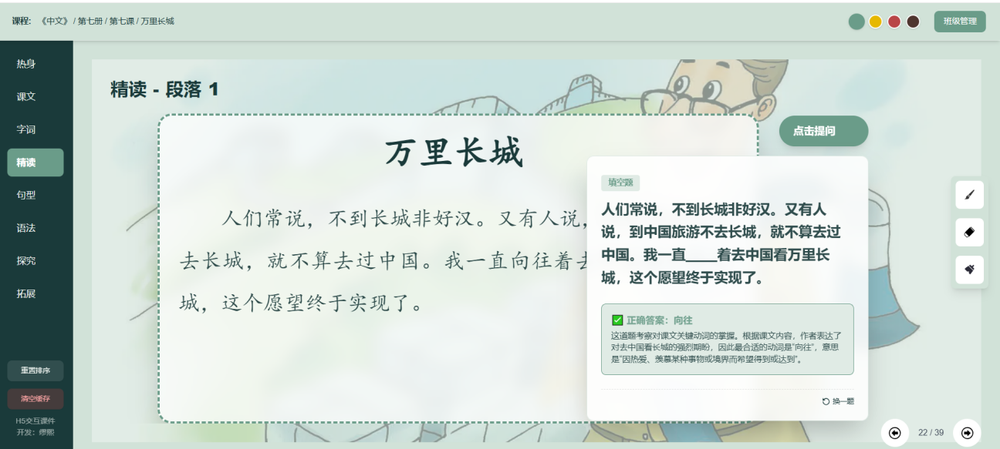 课程: 《中文》 / 第七册 / 第七课 / 万里长城
班级管理
热身
课文
字词
精读
句型
语法
探究
拓展
重置排序
清空缓存
H5交互课件
开发：缪熙
精读 - 段落 1
万里长城
人们常说，不到长城非好汉。又有人说，
去长城，就不算去过中国。我一直向往着去
城，这个愿望终于实现了。
点击提问
填空题
人们常说，不到长城非好汉。又有人
说，到中国旅游不去长城，就不算去过
中国。我一直____着去中国看万里长
城，这个愿望终于实现了。
✅ 正确答案：向往
这道题考察对课文关键动词的掌握。根据课文内容，作者表达了
对去中国看长城的强烈期盼，因此最合适的动词是"向往"，意思
是"因热爱、羡慕某种事物或境界而希望得到或达到"。
换一题
22 / 39